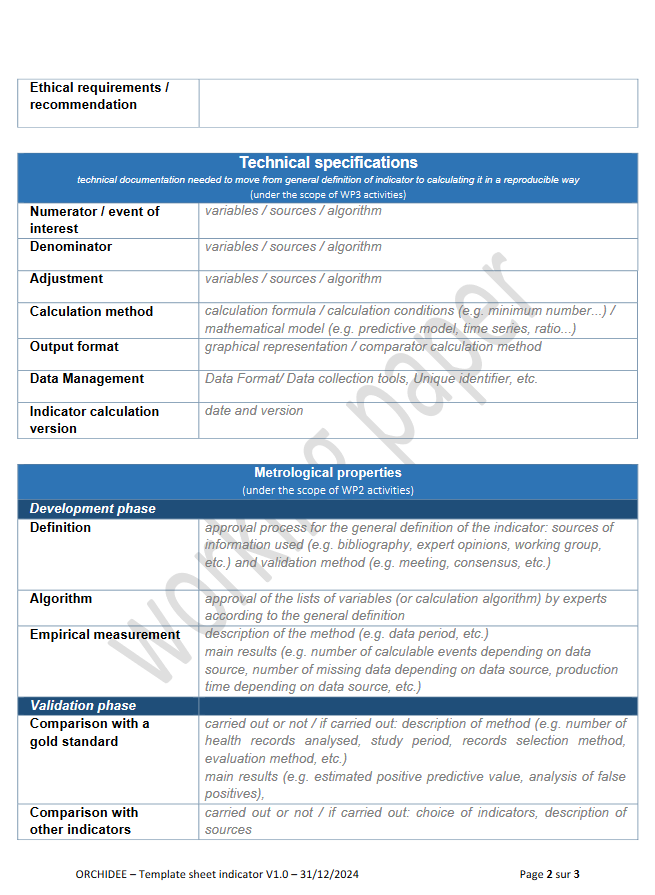 Ethical requirements /
recommendation
Technical specifications
technical documentation needed to move from general definition of indicator to calculating it in a reproducible way
(under the scope of WP3 activities)
Numerator / event of
interest
variables / sources / algorithm
Denominator
variables / sources / algorithm
Adjustment
variables / sources / algorithm
Calculation method
calculation formula / calculation conditions (e.g. minimum number...) /
mathematical model (e.g. predictive model, time series, ratio...)
Output format
graphical representation / comparator calculation method
Data Management
Data Format/ Data collection tools, Unique identifier, etc.
Indicator calculation
version
date and version
Metrological properties
(under the scope of WP2 activities)
Development phase
Definition
approval process for the general definition of the indicator: sources of
information used (e.g. bibliography, expert opinions, working group,
etc.) and validation method (e.g. meeting, consensus, etc.)
Algorithm
approval of the lists of variables (or calculation algorithm) by experts
according to the general definition
Empirical measurement
description of the method (e.g. data period, etc.)
main results (e.g. number of calculable events depending on data
source, number of missing data depending on data source, production
time depending on data source, etc.)
Validation phase
Comparison with a
gold standard
carried out or not / if carried out: description of method (e.g. number of
health records analysed, study period, records selection method,
evaluation method, etc.)
main results (e.g. estimated positive predictive value, analysis of false
positives),
Comparison with
other indicators
carried out or not / if carried out: choice of indicators, description of
sources
working paper
ORCHIDEE – Template sheet indicator V1.0 – 31/12/2024
Page 2 sur 3